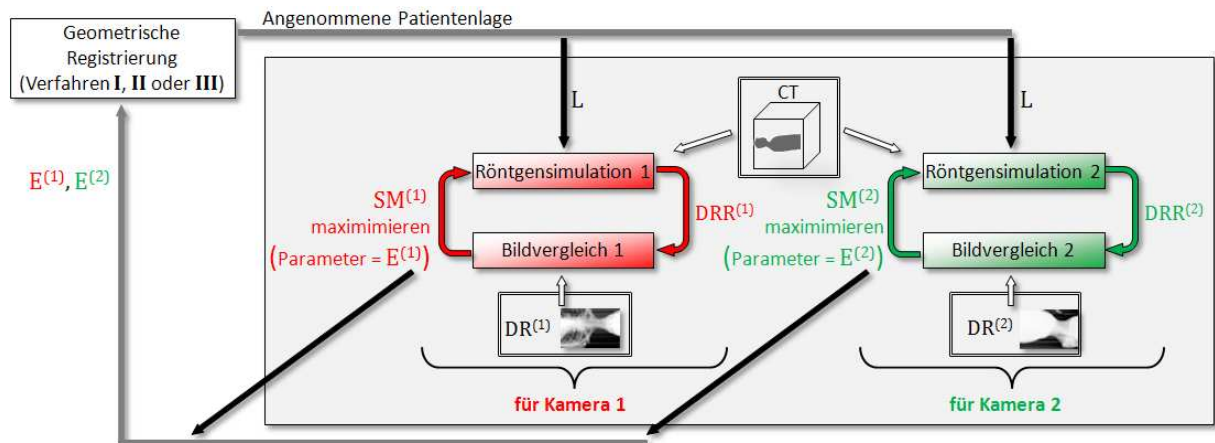 Angenommene Patientenlage
Geometrische
Registrierung
(Verfahren I, II oder III)
L
L
CT
E⁽¹⁾, E⁽²⁾
Röntgensimulation 1
SM⁽¹⁾
maximimieren
(Parameter = E⁽¹⁾)
DRR⁽¹⁾
Bildvergleich 1
DR⁽¹⁾
für Kamera 1
Röntgensimulation 2
SM⁽²⁾
maximimieren
(Parameter = E⁽²⁾)
DRR⁽²⁾
Bildvergleich 2
DR⁽²⁾
für Kamera 2